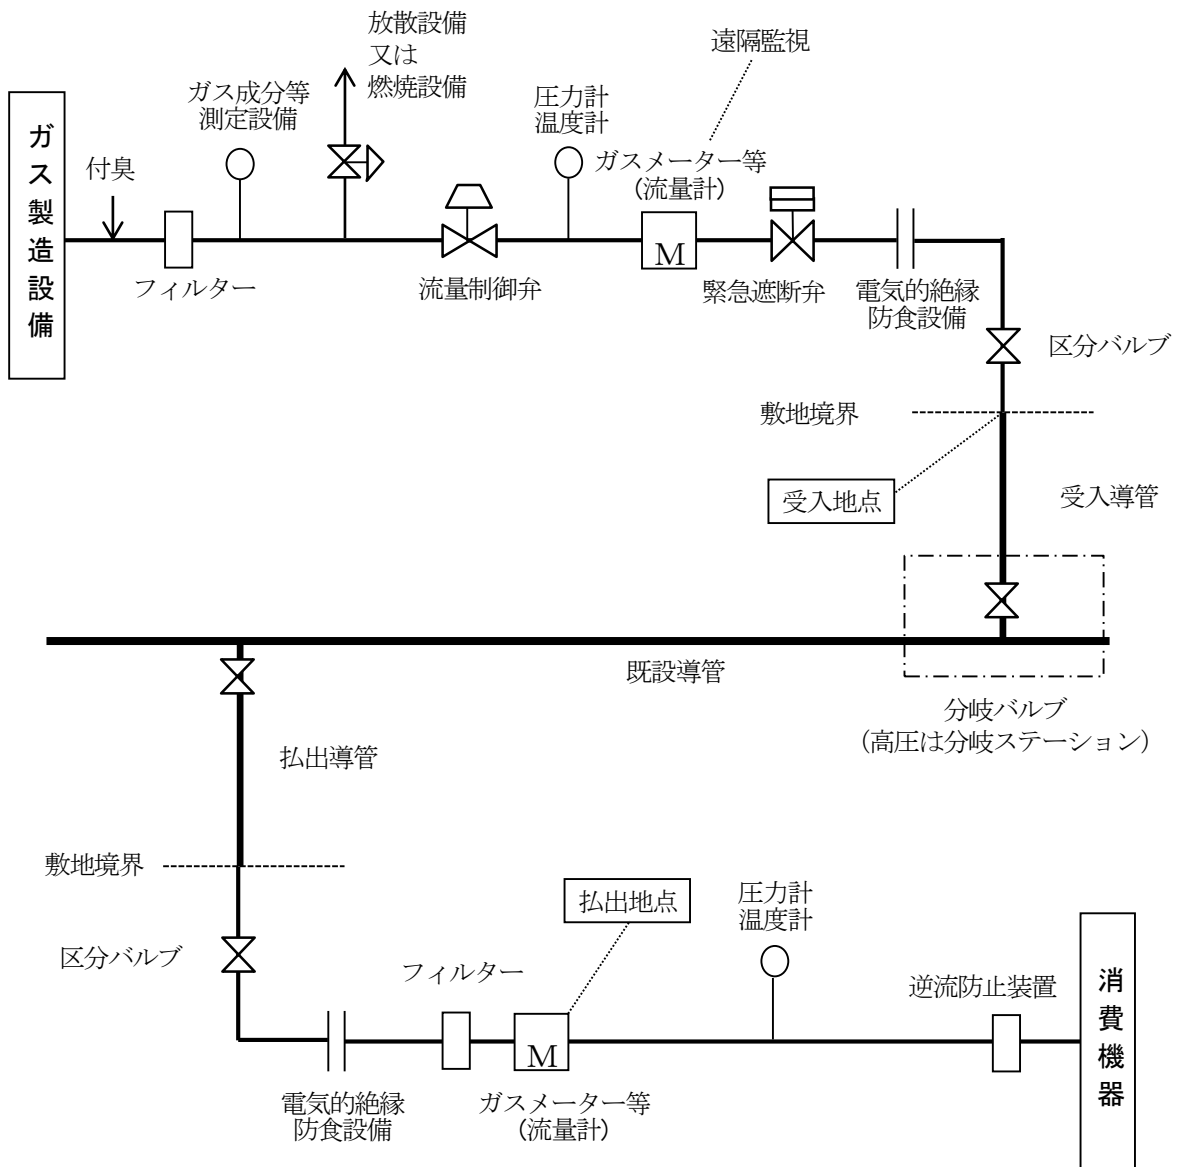 放散設備
又は
燃焼設備
遠隔監視
ガス成分等
測定設備
圧力計
温度計
ガスメーター等
(流量計)
ガス製造設備
付臭
M
フィルター
流量制御弁
緊急遮断弁
電気的絶縁
防食設備
区分バルブ
敷地境界
受入地点
受入導管
既設導管
分岐バルブ
(高圧は分岐ステーション)
払出導管
敷地境界
払出地点
圧力計
温度計
区分バルブ
フィルター
逆流防止装置
消費機器
M
電気的絶縁
防食設備
ガスメーター等
(流量計)